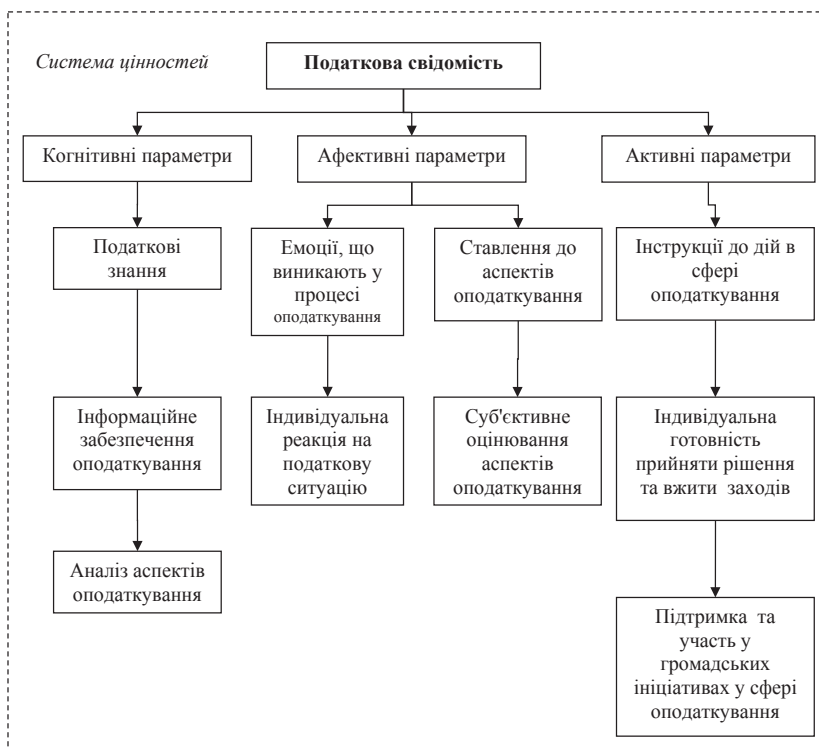 Система цінностей
Податкова свідомість
Когнітивні параметри
Афективні параметри
Активні параметри
Податкові
знання
Емоції, що
виникають у
процесі
оподаткування
Ставлення до
аспектів
оподаткування
Інструкції до дій в
сфері
оподаткування
Інформаційне
забезпечення
оподаткування
Індивідуальна
реакція на
податкову
ситуацію
Суб'єктивне
оцінювання
аспектів
оподаткування
Індивідуальна
готовність
прийняти рішення
та вжити заходів
Аналіз аспектів
оподаткування
Підтримка та
участь у
громадських
ініціативах у сфері
оподаткування